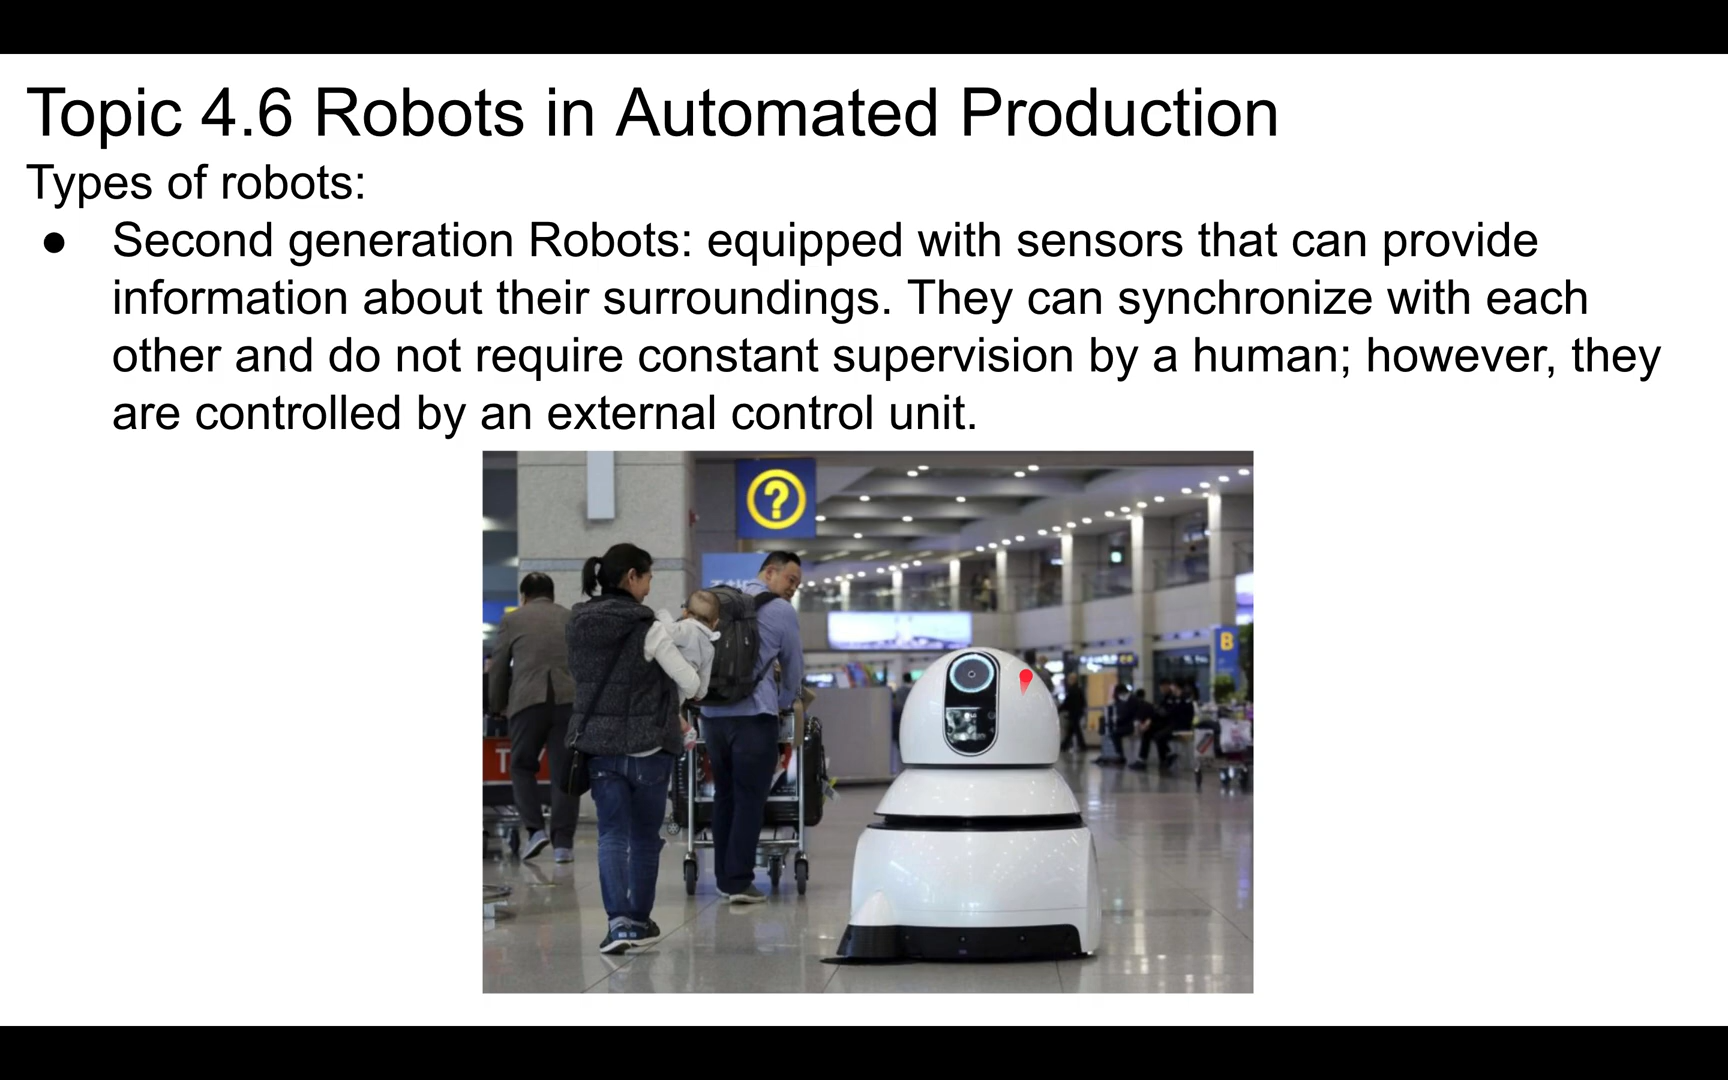 Topic 4.6 Robots in Automated Production
Types of robots:
● Second generation Robots: equipped with sensors that can provide
information about their surroundings. They can synchronize with each
other and do not require constant supervision by a human; however, they
are controlled by an external control unit.
?
B
T